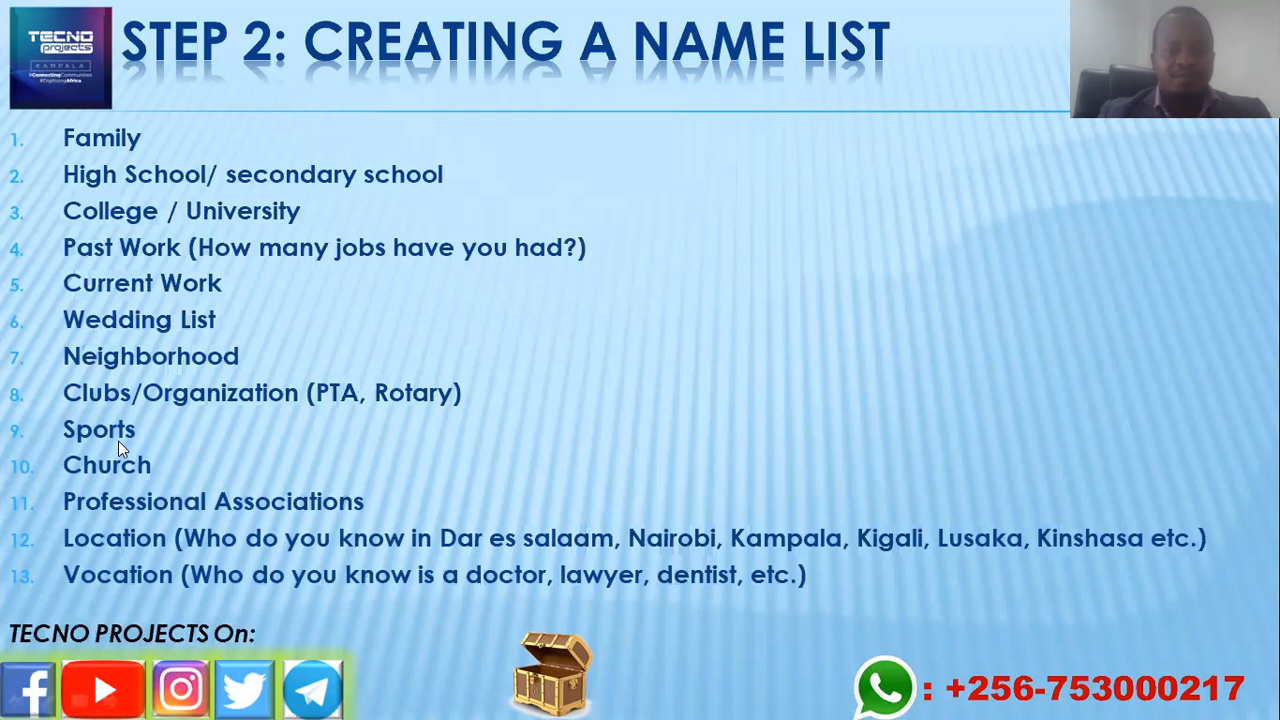 TECNO
projects
KAMPALA
#ConnectingCommunities
#DigitizingAfrica
STEP 2: CREATING A NAME LIST
1. Family
2. High School/ secondary school
3. College / University
4. Past Work (How many jobs have you had?)
5. Current Work
6. Wedding List
7. Neighborhood
8. Clubs/Organization (PTA, Rotary)
9. Sports
10. Church
11. Professional Associations
12. Location (Who do you know in Dar es salaam, Nairobi, Kampala, Kigali, Lusaka, Kinshasa etc.)
13. Vocation (Who do you know is a doctor, lawyer, dentist, etc.)
TECNO PROJECTS On:
: +256-753000217